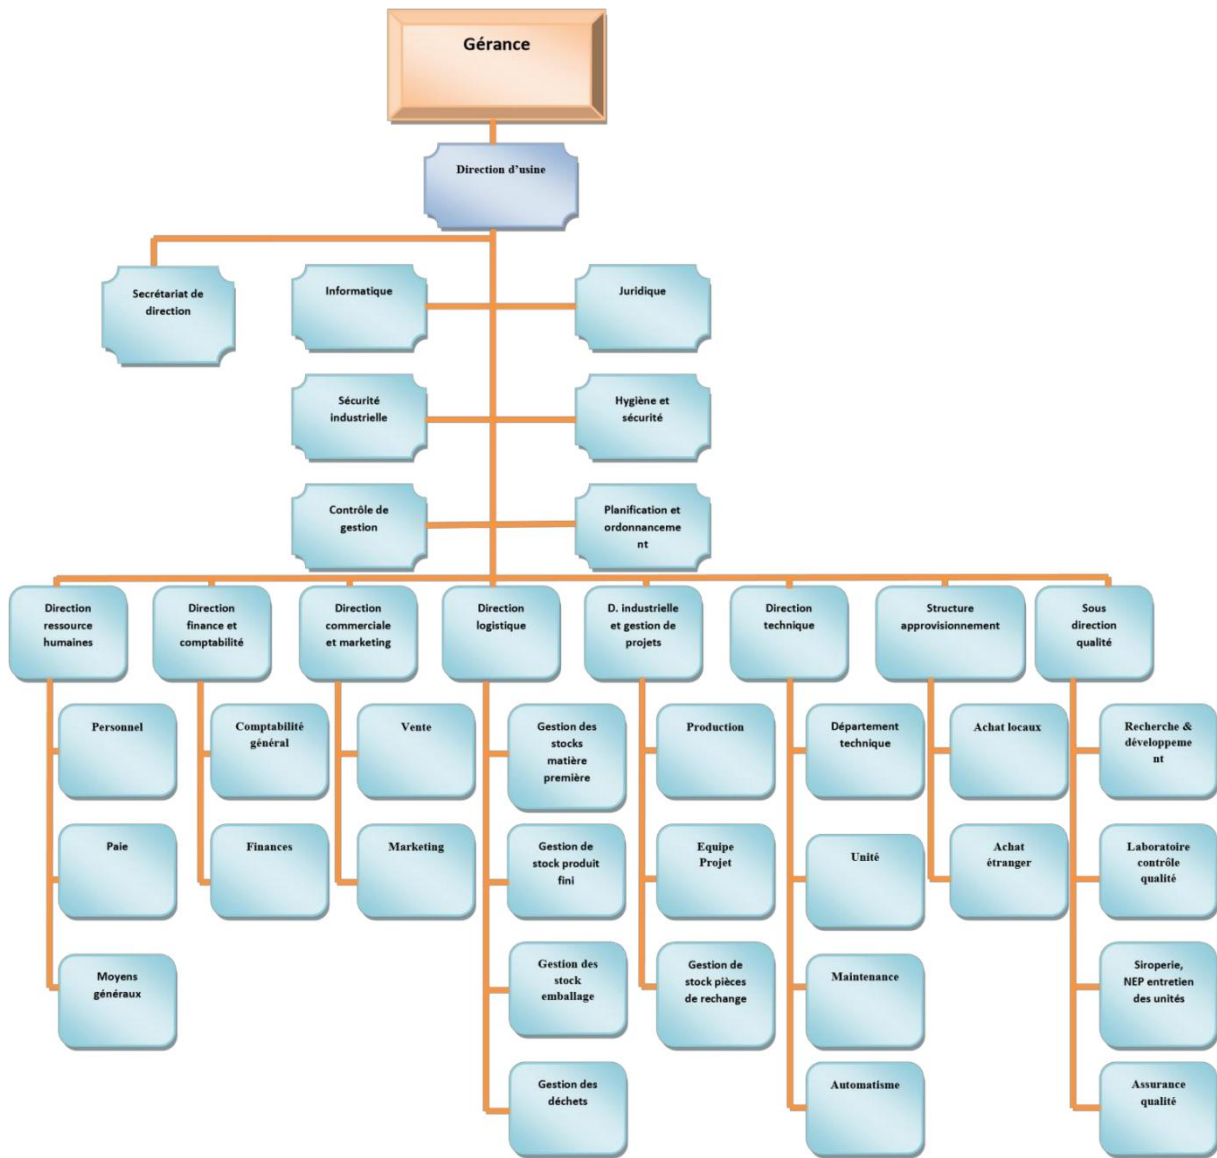 Gérance
Direction d’usine
Secrétariat de
direction
Informatique
Juridique
Sécurité
industrielle
Hygiène et
sécurité
Contrôle de
gestion
Planification et
ordonnanceme
nt
Direction
ressource
humaines
Direction
finance et
comptabilité
Direction
commerciale
et marketing
Direction
logistique
D. industrielle
et gestion de
projets
Direction
technique
Structure
approvisionnement
Sous
direction
qualité
Personnel
Comptabilité
général
Vente
Gestion des
stocks
matière
première
Production
Département
technique
Achat locaux
Recherche &
développeme
nt
Paie
Finances
Marketing
Gestion de
stock produit
fini
Equipe
Projet
Unité
Achat
étranger
Laboratoire
contrôle
qualité
Moyens
généraux
Gestion des
stock
emballage
Gestion de
stock pièces
de rechange
Maintenance
Siroperie,
NEP entretien
des unités
Gestion des
déchets
Automatisme
Assurance
qualité